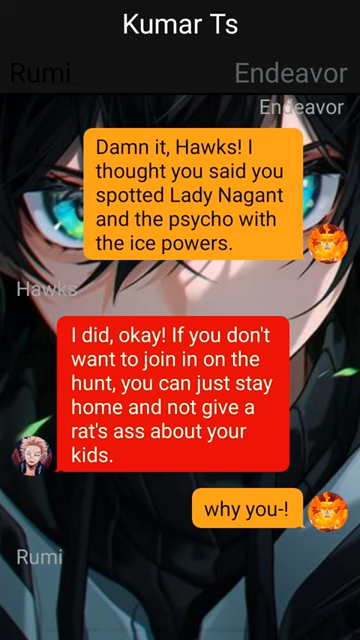 Kumar Ts
Rumi
Endeavor
Endeavor
Damn it, Hawks! I
thought you said you
spotted Lady Nagant
and the psycho with
the ice powers.
Hawks
I did, okay! If you don't
want to join in on the
hunt, you can just stay
home and not give a
rat's ass about your
kids.
why you-!
Rumi